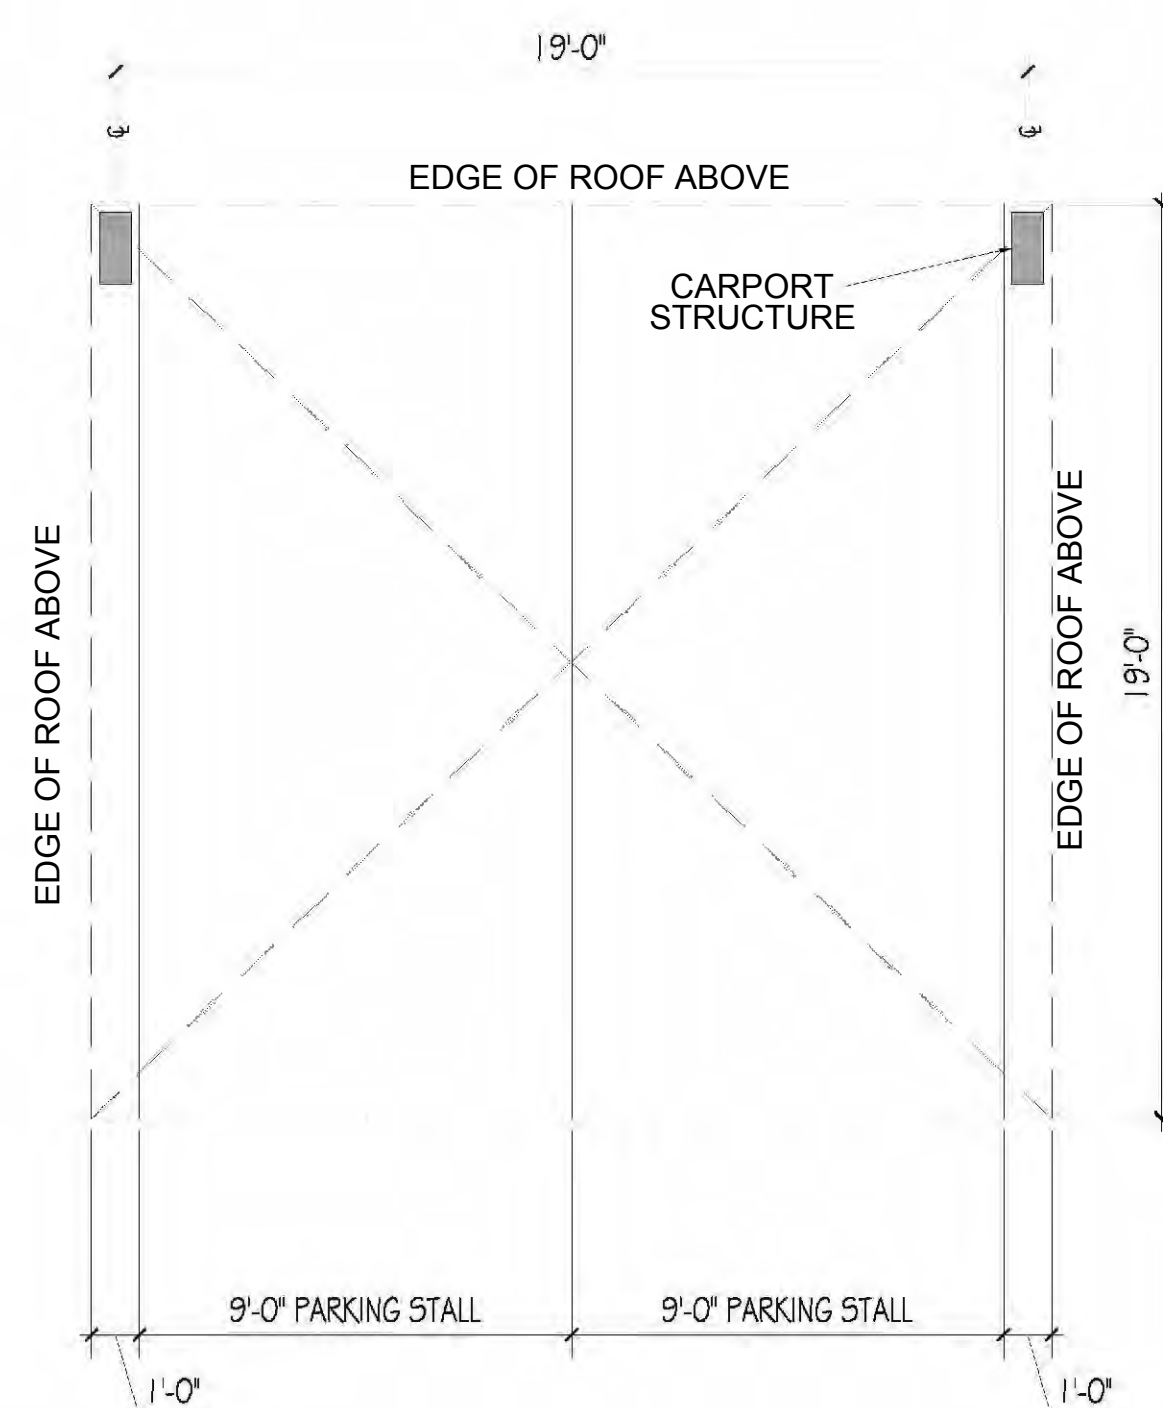 19'-0"
℄
℄
EDGE OF ROOF ABOVE
CARPORT
STRUCTURE
EDGE OF ROOF ABOVE
EDGE OF ROOF ABOVE
19'-0"
9'-0" PARKING STALL
9'-0" PARKING STALL
1'-0"
1'-0"